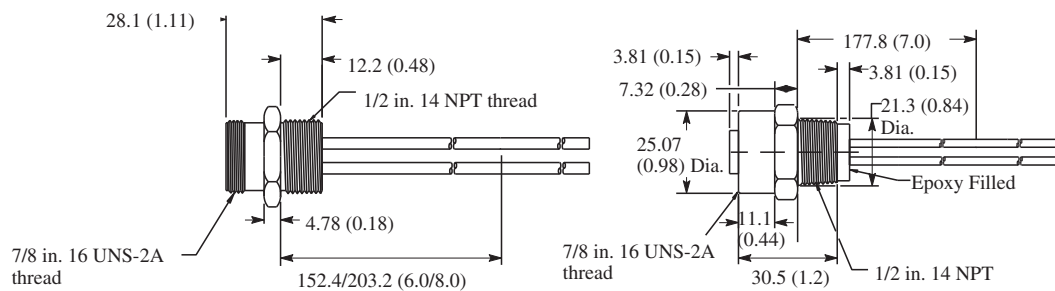 28.1 (1.11)
12.2 (0.48)
1/2 in. 14 NPT thread
4.78 (0.18)
7/8 in. 16 UNS-2A
thread
152.4/203.2 (6.0/8.0)
177.8 (7.0)
3.81 (0.15)
3.81 (0.15)
7.32 (0.28)
21.3 (0.84)
Dia.
25.07
(0.98) Dia.
Epoxy Filled
11.1
(0.44)
7/8 in. 16 UNS-2A
thread
30.5 (1.2)
1/2 in. 14 NPT